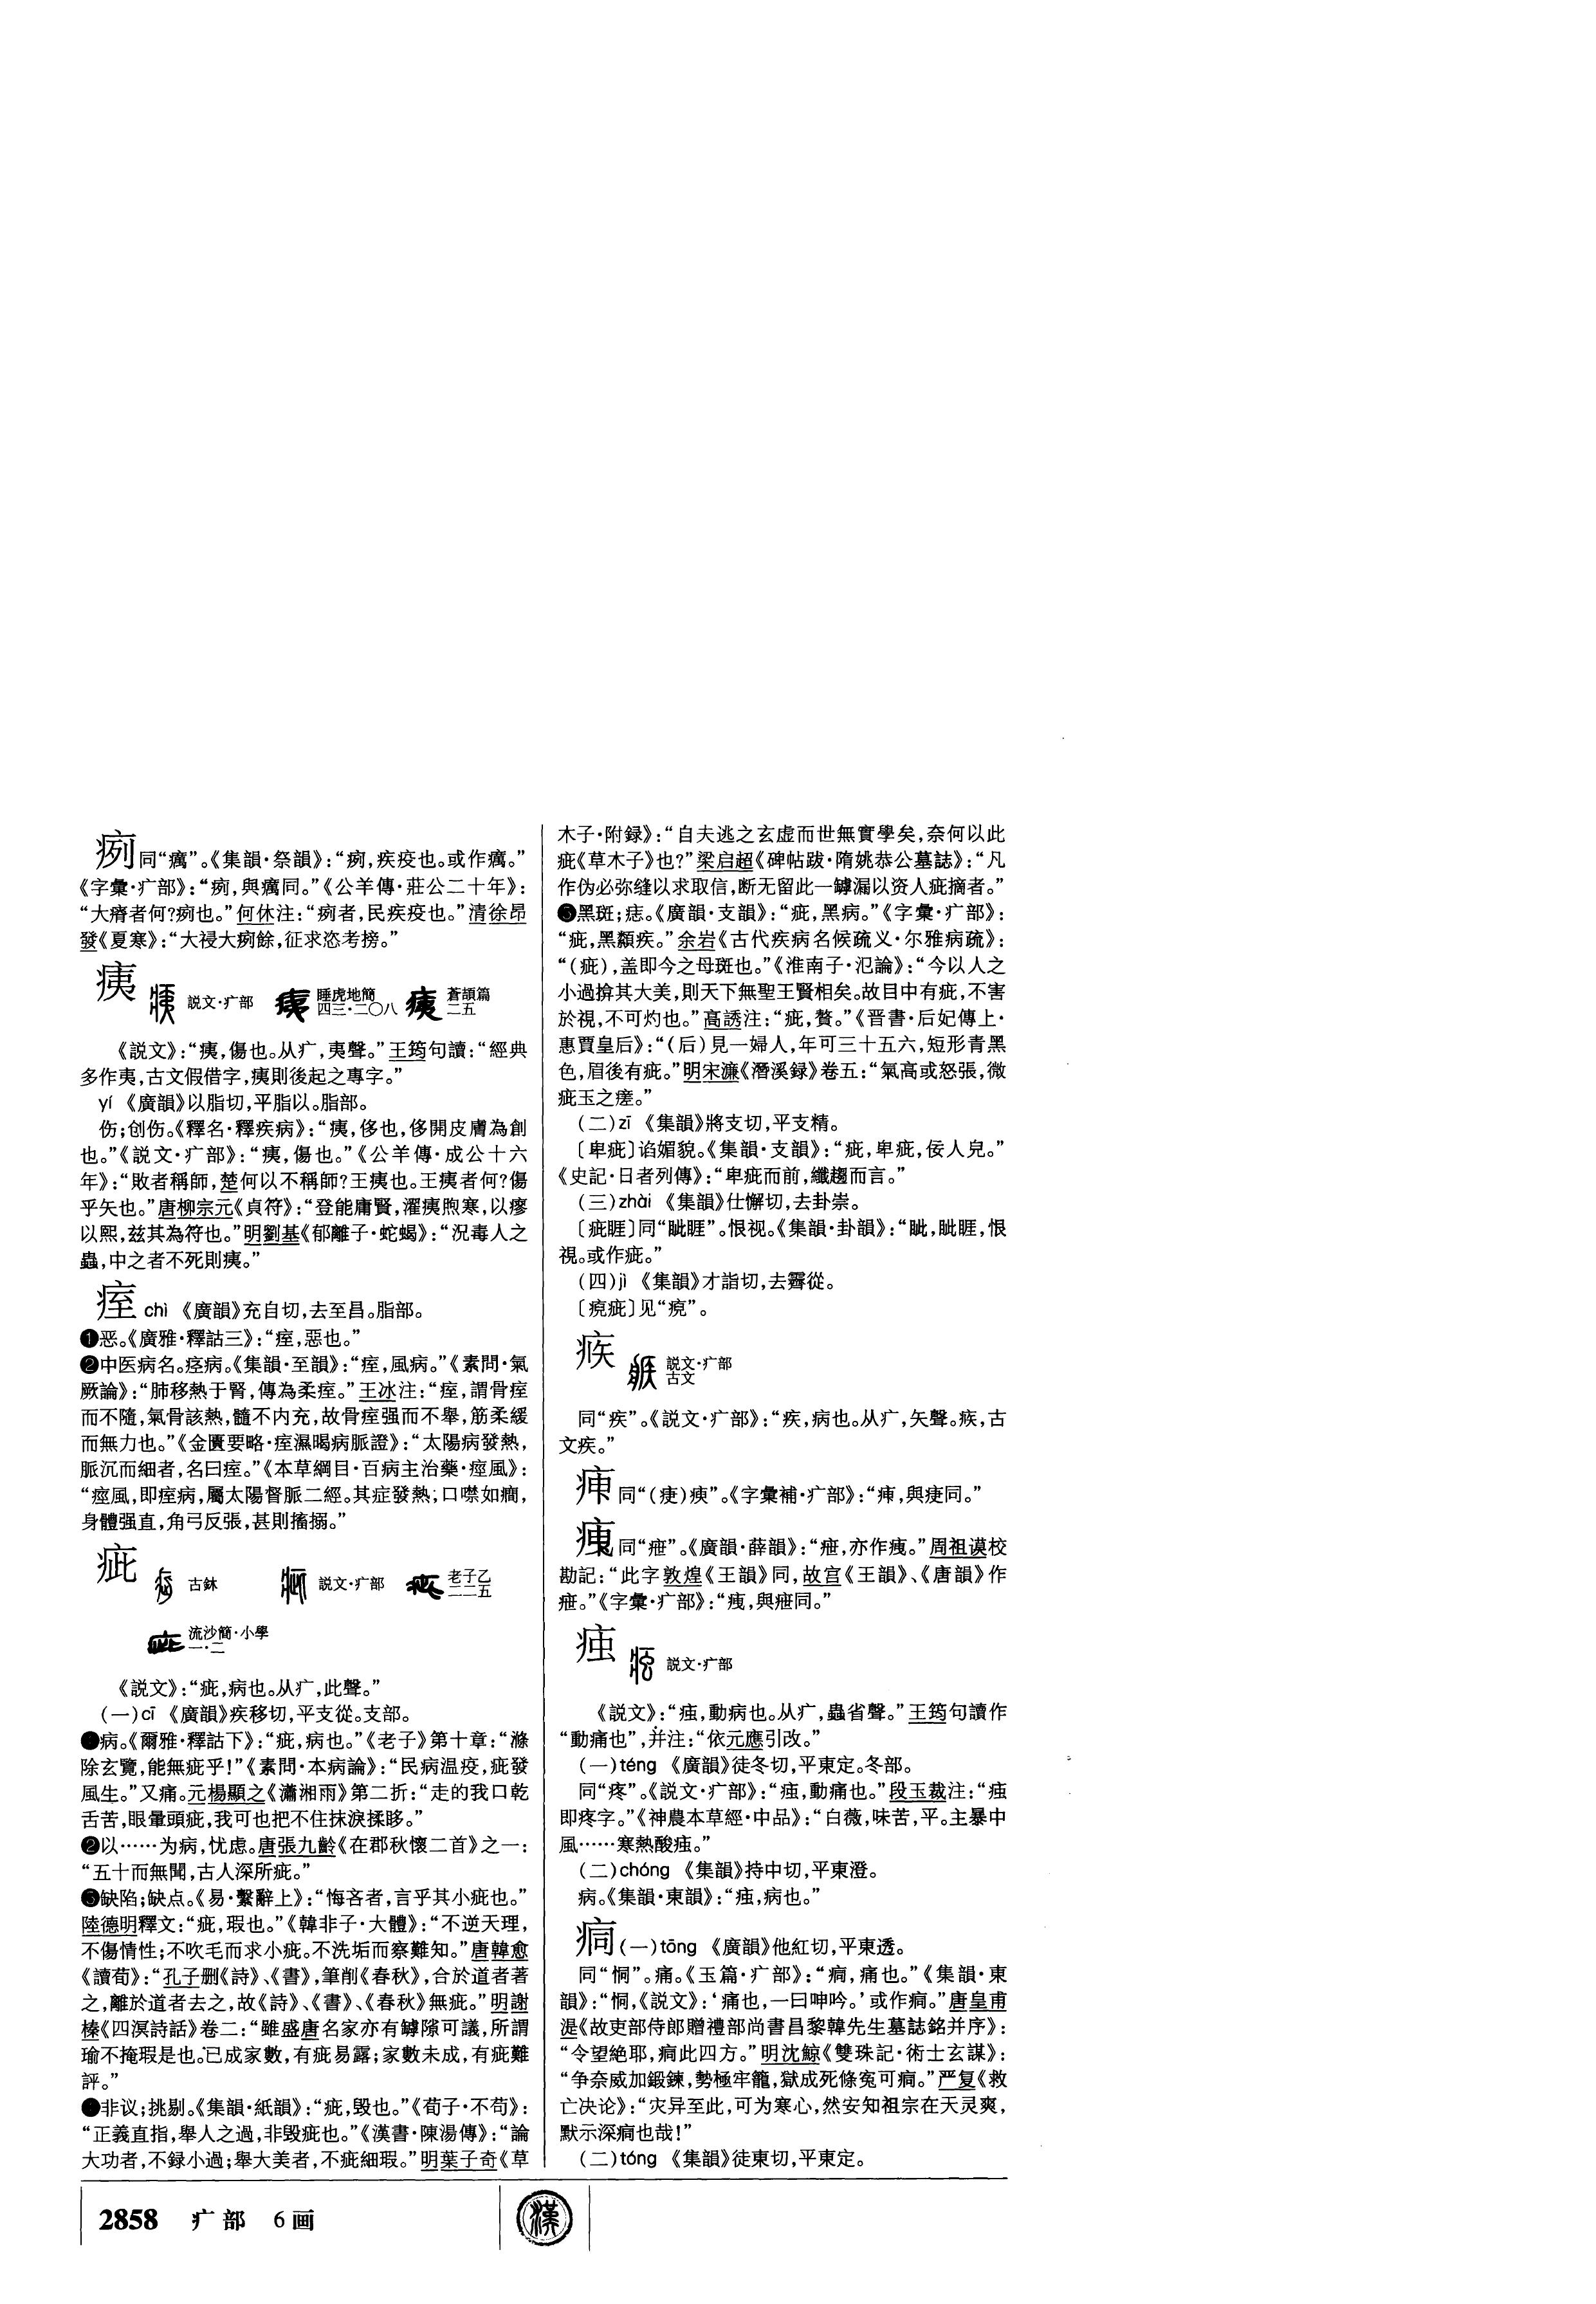 痢同“癘”。《集韻·祭韻》:“𤶃,疾疫也。或作癘。”
《字彙·疒部》:“𤶃,與癘同。”《公羊傳·莊公二十年》:
“大瘠者何?𤶃也。”何休注:“𤶃者,民疾疫也。”清徐昂
發《夏寒》:“大祲大𤶃餘,征求恣考搒。”
痍
説文·疒部 睡虎地簡 四三·二〇八 蒼頡篇 二五
《説文》:“痍,傷也。从疒,夷聲。”王筠句讀:“經典
多作夷,古文假借字,痍則後起之專字。”
yí 《廣韻》以脂切,平脂以。脂部。
伤;创伤。《釋名·釋疾病》:“痍,侈也,侈開皮膚為創
也。”《説文·疒部》:“痍,傷也。”《公羊傳·成公十六
年》:“敗者稱師,楚何以不稱師?王痍也。王痍者何?傷
乎矢也。”唐柳宗元《貞符》:“登能庸賢,濯痍煦寒,以瘳
以熙,兹其為符也。”明劉基《郁離子·蛇蝎》:“況毒人之
蟲,中之者不死則痍。”
痓 chì 《廣韻》充自切,去至昌。脂部。
❶恶。《廣雅·釋詁三》:“痓,惡也。”
❷中医病名。痉病。《集韻·至韻》:“痓,風病。”《素問·氣
厥論》:“肺移熱于腎,傳為柔痓。”王冰注:“痓,謂骨痓
而不隨,氣骨該熱,髓不内充,故骨痓强而不舉,筋柔緩
而無力也。”《金匱要略·痓濕暍病脈證》:“太陽病發熱,
脈沉而細者,名曰痓。”《本草綱目·百病主治藥·痙風》:
“痙風,即痓病,屬太陽督脈二經。其症發熱;口噤如癇,
身體强直,角弓反張,甚則搐搦。”
疵
古鉨 説文·疒部 老子乙 二二五
流沙簡·小學 一·二
《説文》:“疵,病也。从疒,此聲。”
(一)cī 《廣韻》疾移切,平支從。支部。
❶病。《爾雅·釋詁下》:“疵,病也。”《老子》第十章:“滌
除玄覽,能無疵乎!”《素問·本病論》:“民病温疫,疵發
風生。”又痛。元楊顯之《瀟湘雨》第二折:“走的我口乾
舌苦,眼暈頭疵,我可也把不住抹淚揉眵。”
❷以……为病,忧虑。唐張九齡《在郡秋懷二首》之一:
“五十而無聞,古人深所疵。”
❸缺陷;缺点。《易·繫辭上》:“悔吝者,言乎其小疵也。”
陸德明釋文:“疵,瑕也。”《韓非子·大體》:“不逆天理,
不傷情性;不吹毛而求小疵。不洗垢而察難知。”唐韓愈
《讀荀》:“孔子删《詩》、《書》,筆削《春秋》,合於道者著
之,離於道者去之,故《詩》、《書》、《春秋》無疵。”明謝
榛《四溟詩話》卷二:“雖盛唐名家亦有罅隙可議,所謂
瑜不掩瑕是也。已成家數,有疵易露;家數未成,有疵難
評。”
❹非议;挑剔。《集韻·紙韻》:“疵,毁也。”《荀子·不苟》:
“正義直指,舉人之過,非毁疵也。”《漢書·陳湯傳》:“論
大功者,不録小過;舉大美者,不疵細瑕。”明葉子奇《草
木子·附録》:“自夫逃之玄虚而世無實學矣,奈何以此
疵《草木子》也?”梁启超《碑帖跋·隋姚恭公墓誌》:“凡
作伪必弥缝以求取信,断无留此一罅漏以资人疵摘者。”
❺黑斑;痣。《廣韻·支韻》:“疵,黑病。”《字彙·疒部》:
“疵,黑纇疾。”余岩《古代疾病名候疏义·尔雅病疏》:
“(疵),盖即今之母斑也。”《淮南子·氾論》:“今以人之
小過揜其大美,則天下無聖王賢相矣。故目中有疵,不害
於視,不可灼也。”高誘注:“疵,贅。”《晋書·后妃傳上·
惠賈皇后》:“(后)見一婦人,年可三十五六,短形青黑
色,眉後有疵。”明宋濂《潛溪録》卷五:“氣高或怒張,微
疵玉之瘥。”
(二)zī 《集韻》將支切,平支精。
〔卑疵〕谄媚貌。《集韻·支韻》:“疵,卑疵,佞人皃。”
《史記·日者列傳》:“卑疵而前,孅趨而言。”
(三)zhài 《集韻》仕懈切,去卦崇。
〔疵睚〕同“眦睚”。恨视。《集韻·卦韻》:“眦,眦睚,恨
視。或作疵。”
(四)jì 《集韻》才詣切,去霽從。
〔㾁疵〕见“㾁”。
𤶅
説文·疒部 古文
同“疾”。《説文·疒部》:“疾,病也。从疒,矢聲。𤶅,古
文疾。”
同“(疌)痍”。《字彙補·疒部》:
同“疶”。《廣韻·薛韻》:“疶,亦作𤶽。”周祖谟校
勘記:“此字敦煌《王韻》同,故宫《王韻》、《唐韻》作
疶。”《字彙·疒部》:“𤶽,與疶同。”
痋
説文·疒部
《説文》:“痋,動病也。从疒,蟲省聲。”王筠句讀作
“動痛也”,并注:“依元應引改。”
(一)téng 《廣韻》徒冬切,平東定。冬部。
同“疼”。《説文·疒部》:“痋,動痛也。”段玉裁注:“痋
即疼字。”《神農本草經·中品》:“白薇,味苦,平。主暴中
風……寒熱酸痋。”
(二)chóng 《集韻》持中切,平東澄。
病。《集韻·東韻》:“痋,病也。”
痌 (一)tōng 《廣韻》他紅切,平東透。
同“恫”。痛。《玉篇·疒部》:“痌,痛也。”《集韻·東
韻》:“恫,《説文》:‘痛也,一曰呻吟。’或作痌。”唐皇甫
湜《故吏部侍郎贈禮部尚書昌黎韓先生墓誌銘并序》:
“令望絶耶,痌此四方。”明沈鯨《雙珠記·術士玄謀》:
“争奈威加鍛鍊,勢極牢籠,獄成死條寃可痌。”严复《救
亡决论》:“灾异至此,可为寒心,然安知祖宗在天灵爽,
默示深痌也哉!”
(二)tóng 《集韻》徒東切,平東定。
2858 疒部 6画
漢